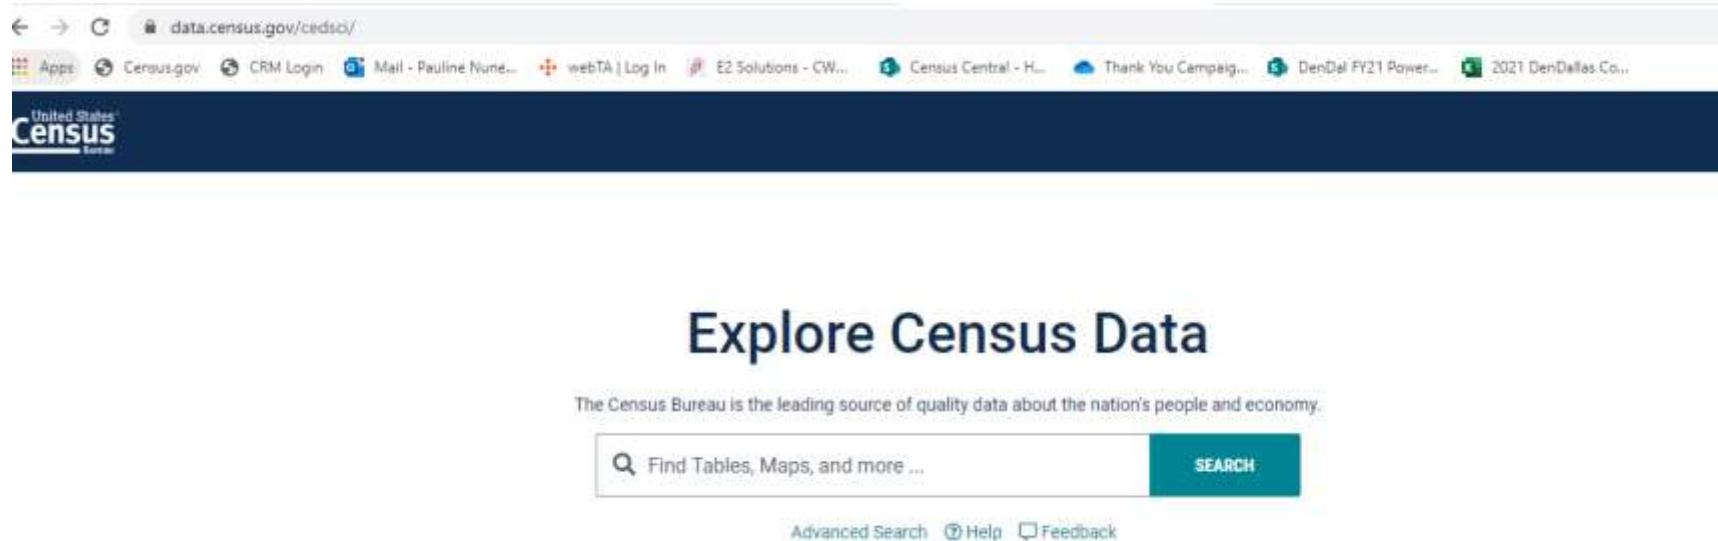 data.census.gov/cedsci/
Apps Census.gov CRM Login Mail - Pauline Nune... webTA | Log In E2 Solutions - CW... Census Central - H... Thank You Campaig... DenDal FY21 Power... 2021 DenDallas Co...
United States®
Census
Bureau
Explore Census Data
The Census Bureau is the leading source of quality data about the nation's people and economy.
Find Tables, Maps, and more ... SEARCH
Advanced Search Help Feedback